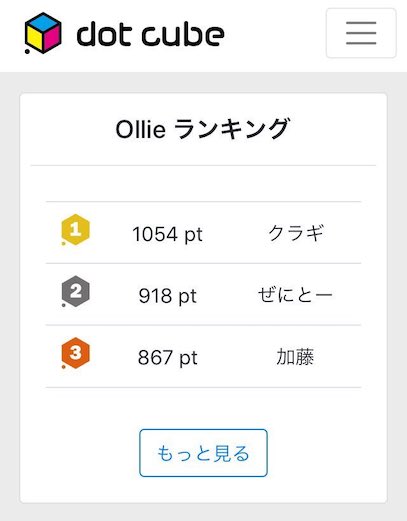 dot cube
Ollie ランキング
1 1054 pt クラギ
2 918 pt ぜにとー
3 867 pt 加藤
もっと見る